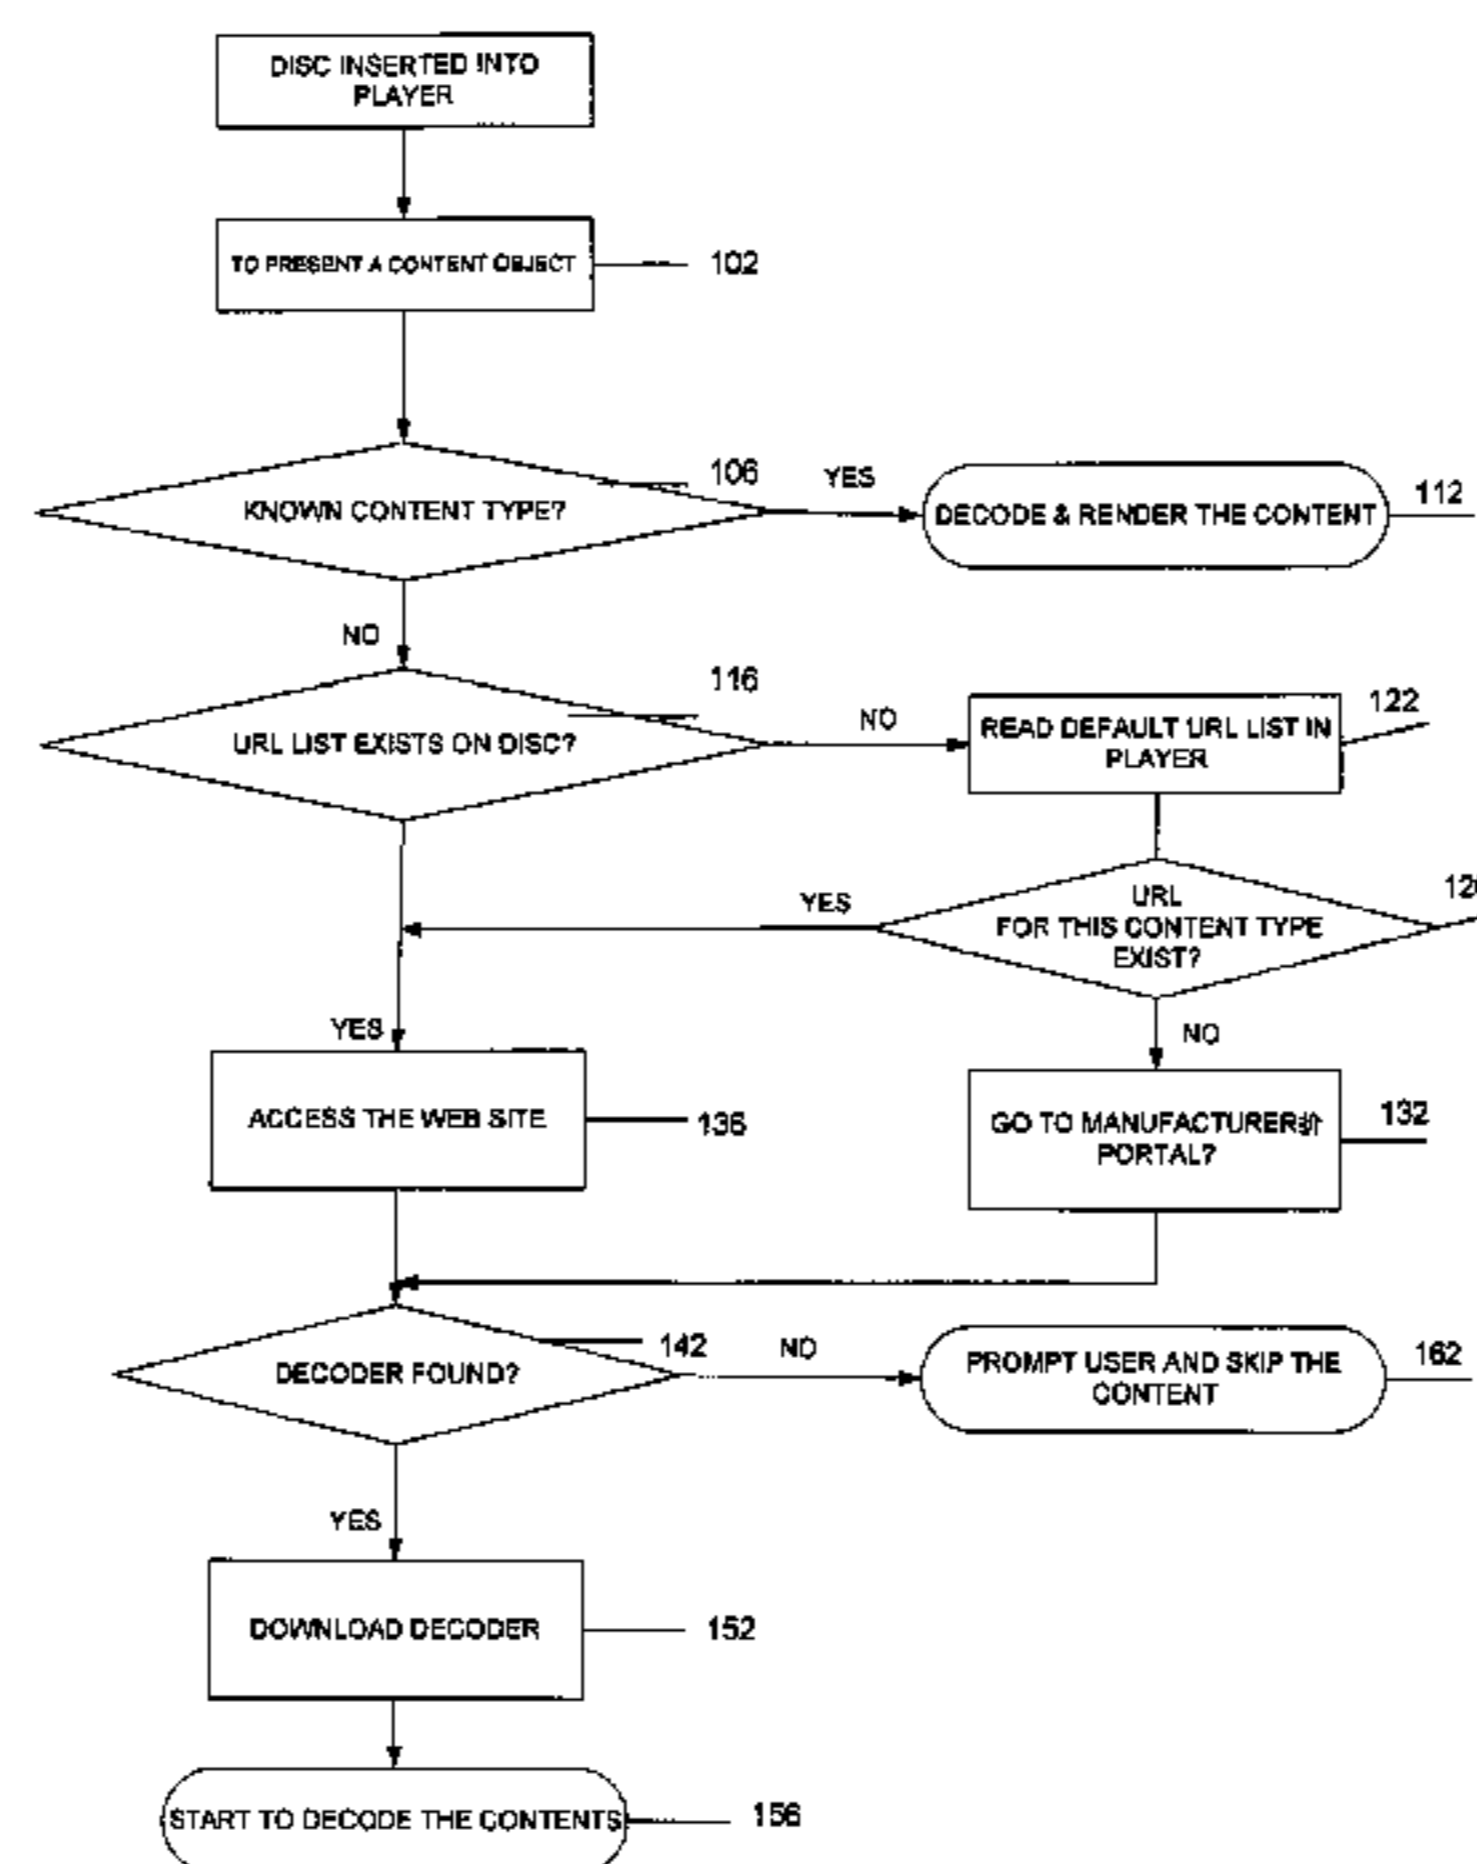 DISC INSERTED INTO
PLAYER
TO PRESENT A CONTENT OBJECT
102
KNOWN CONTENT TYPE?
106
YES
DECODE & RENDER THE CONTENT
112
NO
URL LIST EXISTS ON DISC?
116
NO
READ DEFAULT URL LIST IN
PLAYER
122
YES
URL
FOR THIS CONTENT TYPE
EXIST?
YES
NO
ACCESS THE WEB SITE
136
GO TO MANUFACTURER
PORTAL?
132
DECODER FOUND?
142
NO
PROMPT USER AND SKIP THE
CONTENT
162
YES
DOWNLOAD DECODER
152
START TO DECODE THE CONTENTS
156